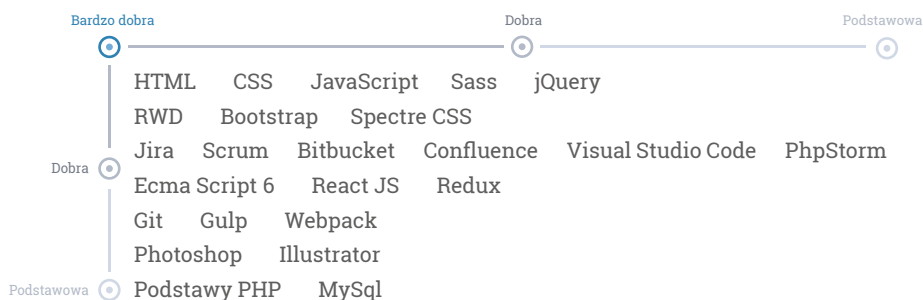 Bardzo dobra Dobra Podstawowa
HTML CSS JavaScript Sass jQuery
RWD Bootstrap Spectre CSS
Jira Scrum Bitbucket Confluence Visual Studio Code PhpStorm
Dobra
Ecma Script 6 React JS Redux
Git Gulp Webpack
Photoshop Illustrator
Podstawowa Podstawy PHP MySql